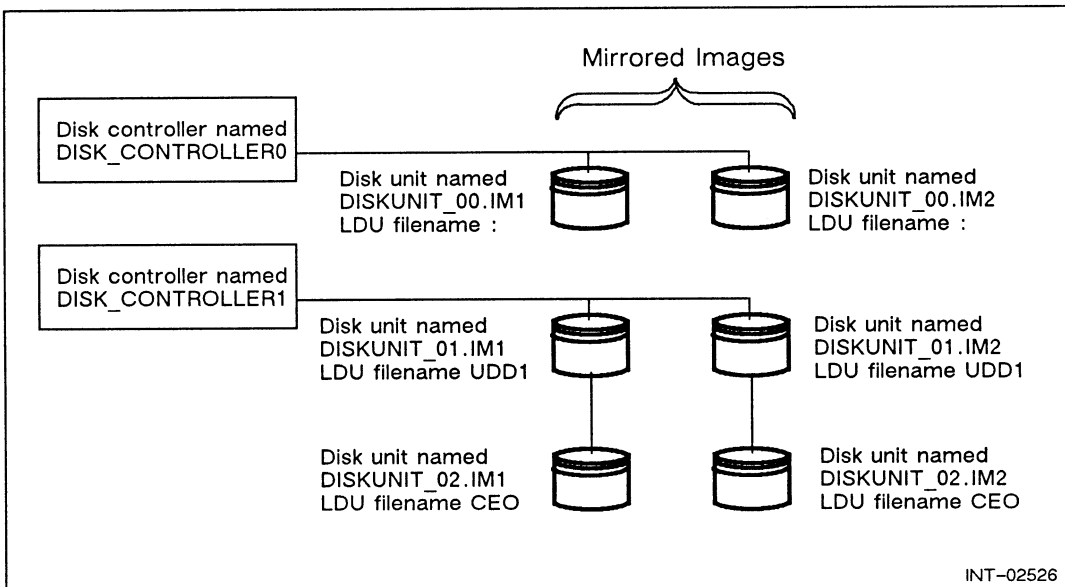 Mirrored Images
Disk controller named
DISK_CONTROLLER0
Disk unit named
DISKUNIT_00.IM1
LDU filename :
Disk unit named
DISKUNIT_00.IM2
LDU filename :
Disk controller named
DISK_CONTROLLER1
Disk unit named
DISKUNIT_01.IM1
LDU filename UDD1
Disk unit named
DISKUNIT_01.IM2
LDU filename UDD1
Disk unit named
DISKUNIT_02.IM1
LDU filename CEO
Disk unit named
DISKUNIT_02.IM2
LDU filename CEO
INT-02526